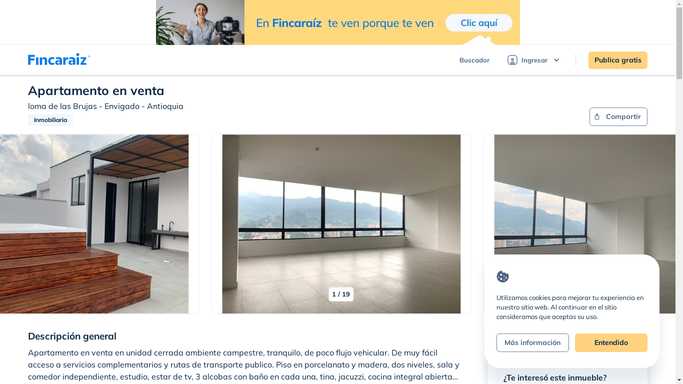 En Fincaraíz te ven porque te ven
Clic aquí
Fincaraíz
Buscador
Ingresar
Publica gratis
Apartamento en venta
loma de las Brujas - Envigado - Antioquia
Inmobiliaria
Compartir
1 / 19
Utilizamos cookies para mejorar tu experiencia en
nuestro sitio web. Al continuar en el sitio
consideramos que aceptas su uso.
Más información
Entendido
Descripción general
Apartamento en venta en unidad cerrada ambiente campestre, tranquilo, de poco flujo vehicular. De muy fácil
acceso a servicios complementarios y rutas de transporte publico. Piso en porcelanato y madera, dos niveles, sala y
comedor independiente, estudio, estar de tv, 3 alcobas con baño en cada una, tina, jacuzzi, cocina integral abierta...
¿Te interesó este inmueble?